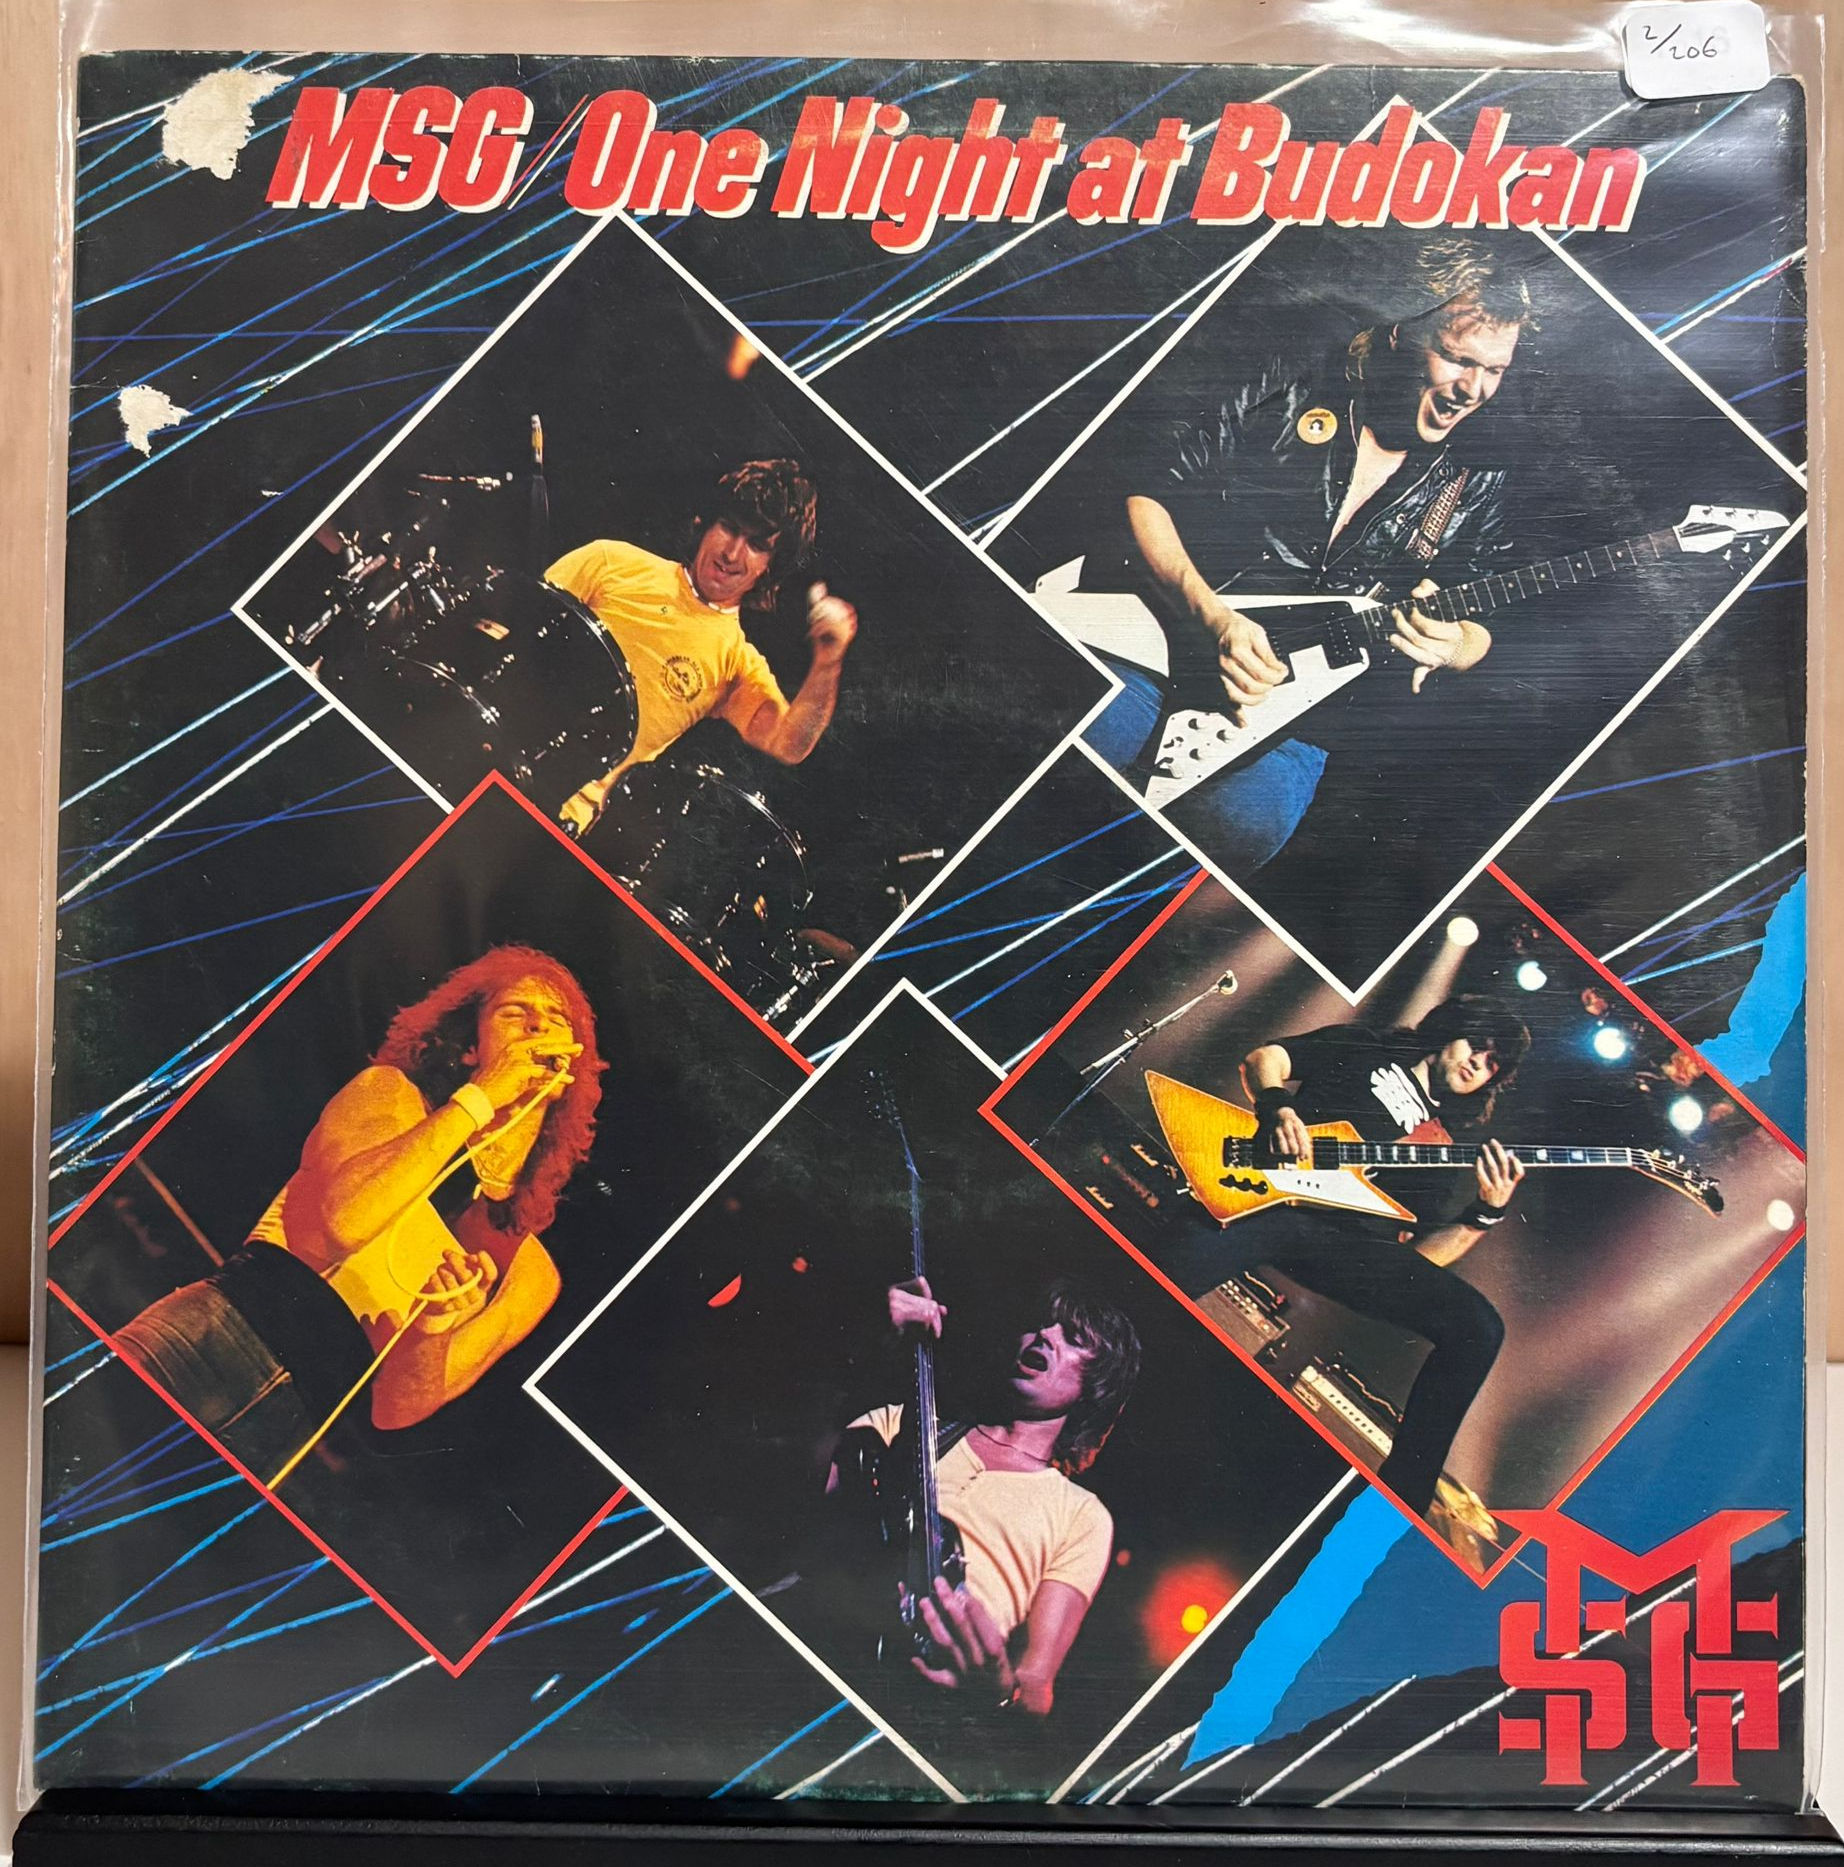 2/206
MSG/One Night at Budokan
MSG